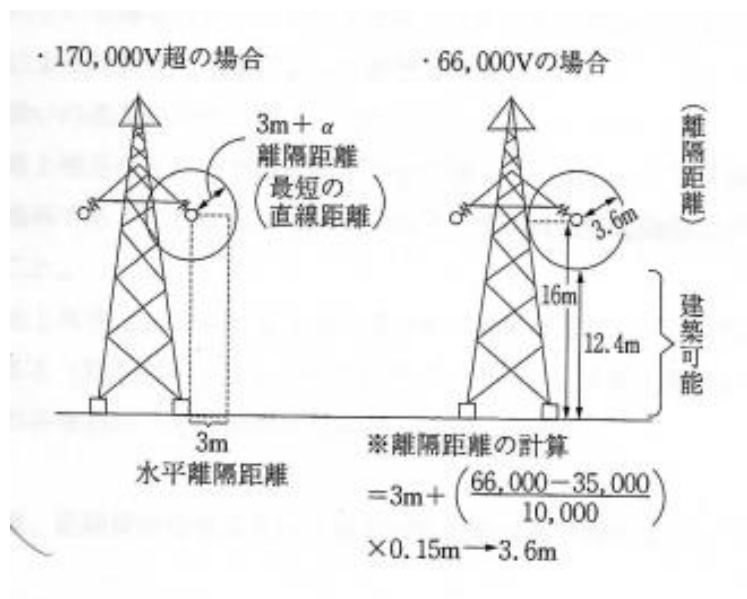 ・170,000V超の場合
3m+α
離隔距離
(最短の
直線距離)
3m
水平離隔距離
・66,000Vの場合
(離隔距離)
3.6m
16m
12.4m
建築可能
※離隔距離の計算
=3m+(66,000-35,000
10,000)
×0.15m→3.6m